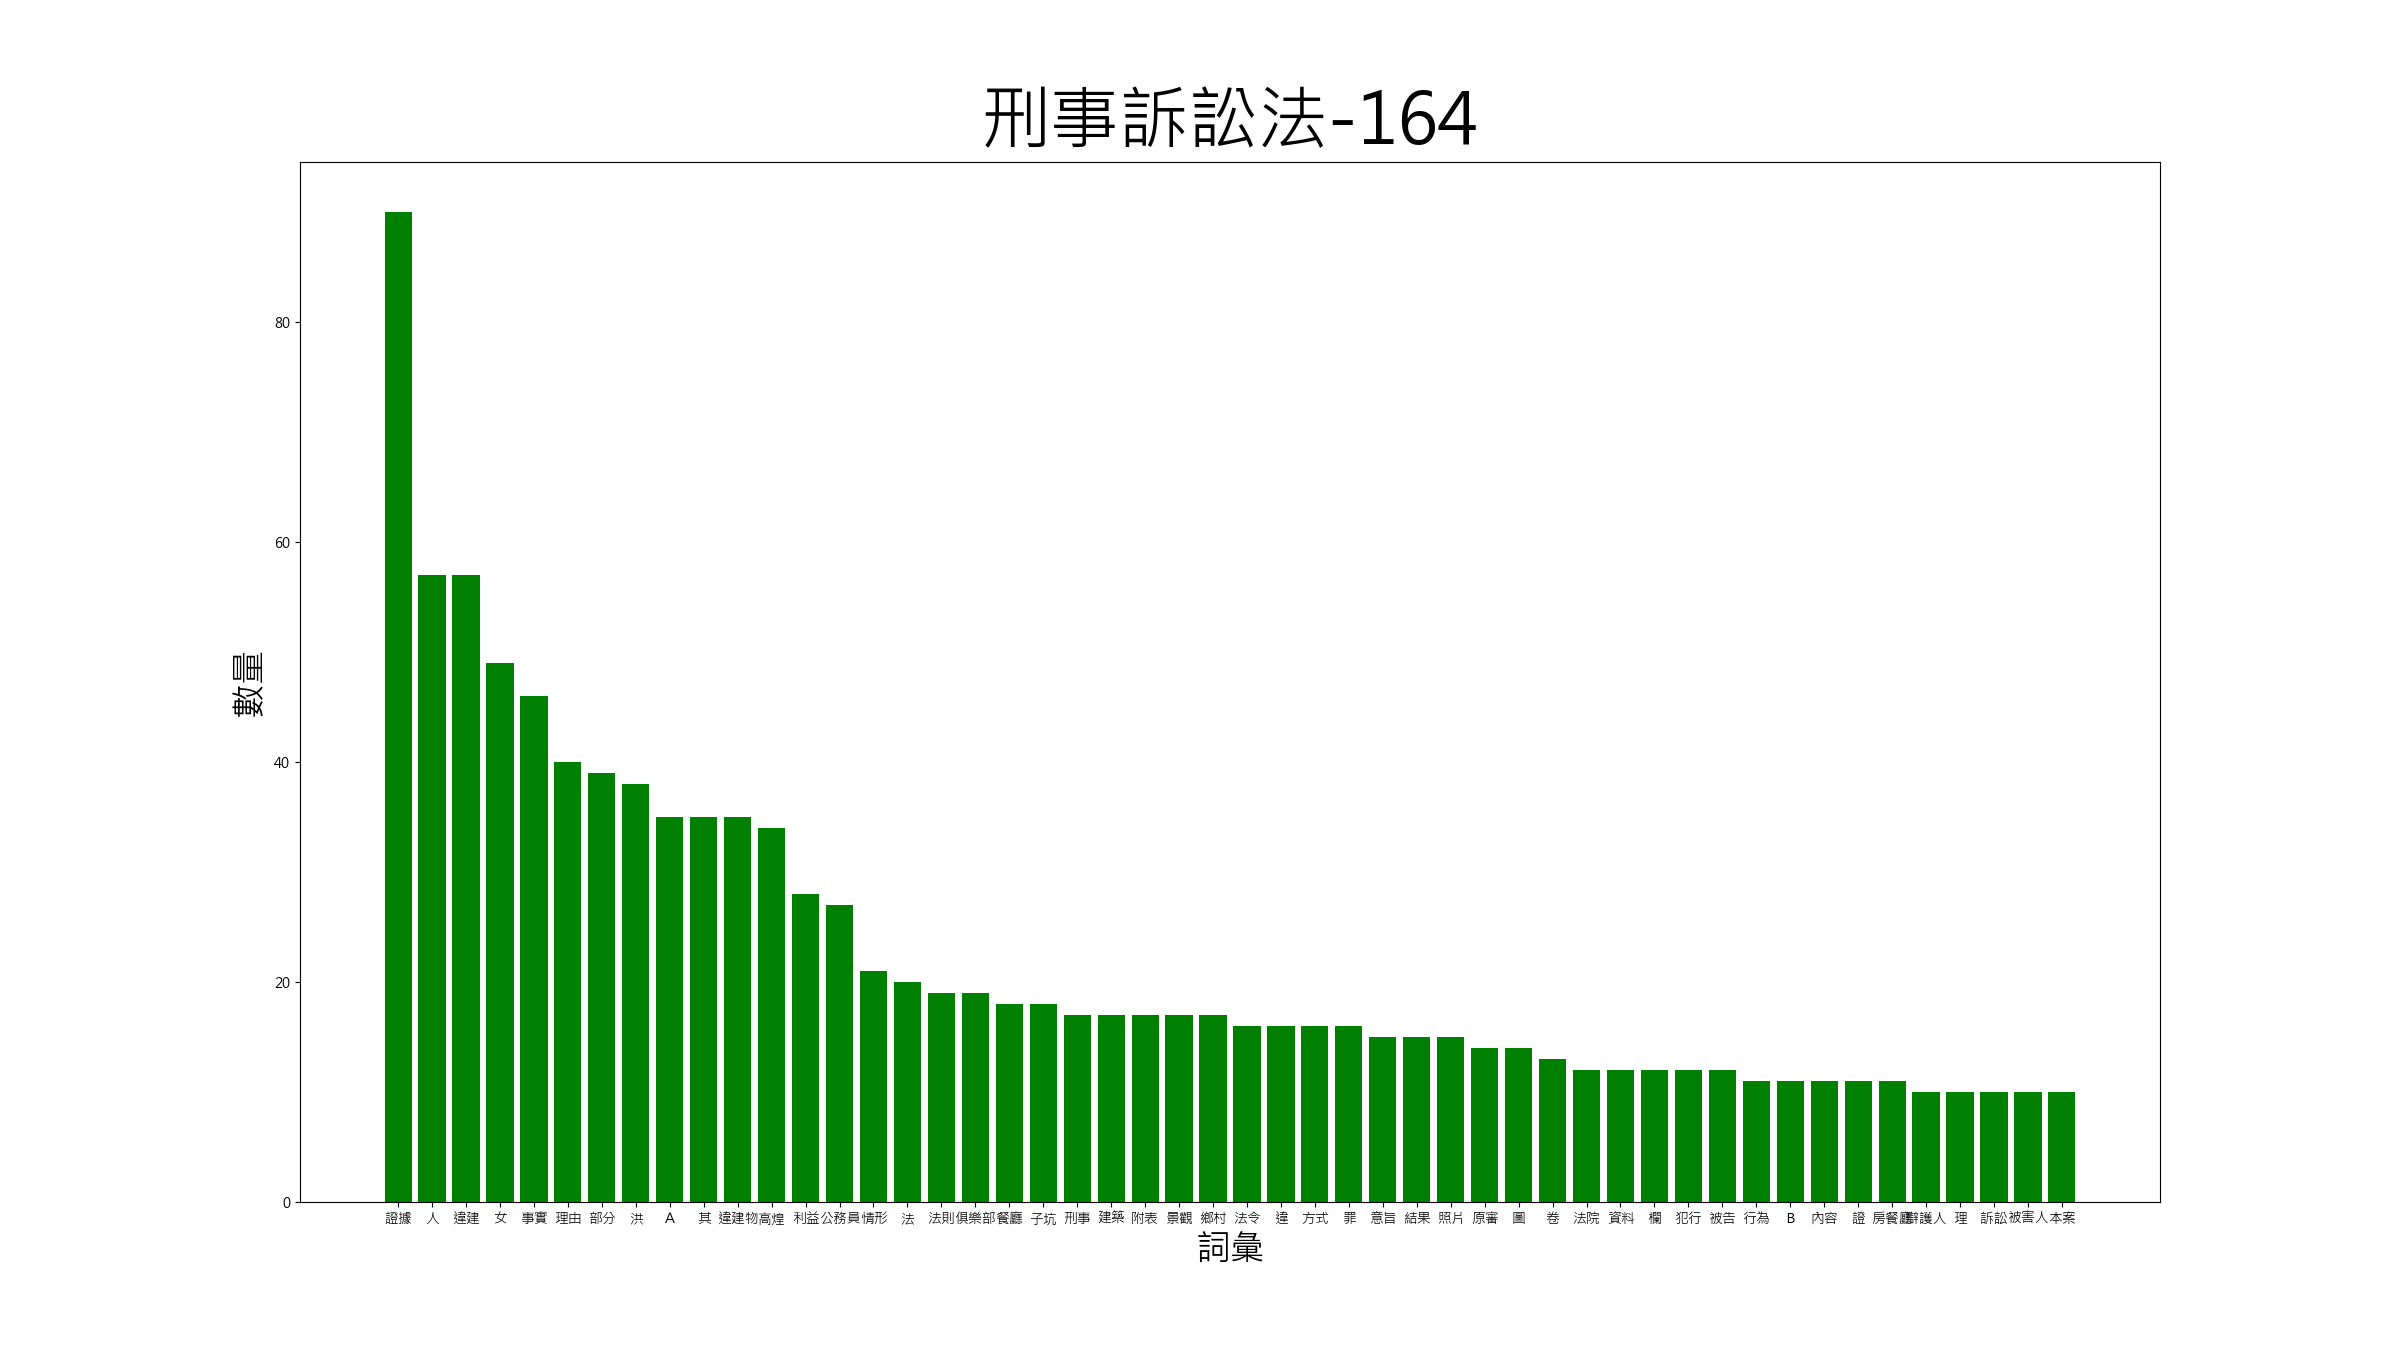 刑事訴訟法-164
數量
80
60
40
20
0
證據 人 違建 女 事實 理由 部分 洪 A 其 違建物 高煌 利益 公務員 情形 法 法則 俱樂部 餐廳 子坑 刑事 建築 附表 景觀 鄉村 法令 違 方式 罪 意旨 結果 照片 原審 圖 卷 法院 資料 欄 犯行 被告 行為 B 內容 證 房餐廳 辯護人 理 訴訟 被害人 本案
詞彙